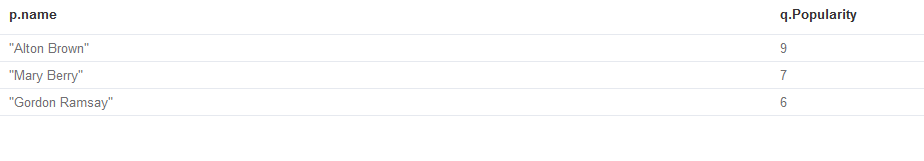 p.name q.Popularity
"Alton Brown" 9
"Mary Berry" 7
"Gordon Ramsay" 6